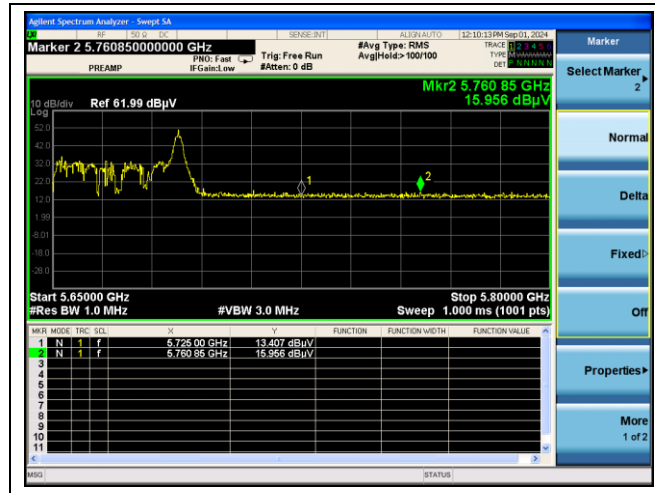 Agilent Spectrum Analyzer - Swept SA
RF 50 Ω DC SENSE:INT ALIGNAUTO 12:10:13 PM Sep 01, 2024
Marker 2 5.760850000000 GHz
PREAMP
PNO: Fast
IFGain:Low
Trig: Free Run
#Atten: 0 dB
#Avg Type: RMS
Avg|Hold:> 100/100
TRACE 1 2 3 4 5 6
TYPE
DET P N N N N N
Mkr2 5.760 85 GHz
15.956 dBµV
10 dB/div Ref 61.99 dBµV
Log
52.0
42.0
32.0
22.0
12.0
1.99
-8.01
-18.0
-28.0
1
2
Start 5.65000 GHz Stop 5.80000 GHz
#Res BW 1.0 MHz #VBW 3.0 MHz Sweep 1.000 ms (1001 pts)
MKR MODE TRC SCL X Y FUNCTION FUNCTION WIDTH FUNCTION VALUE
1 N 1 f 5.725 00 GHz 13.407 dBµV
2 N 1 f 5.760 85 GHz 15.956 dBµV
3
4
5
6
7
8
9
10
11
MSG STATUS
Marker
Select Marker
2
Normal
Delta
Fixed
Off
Properties
More
1 of 2